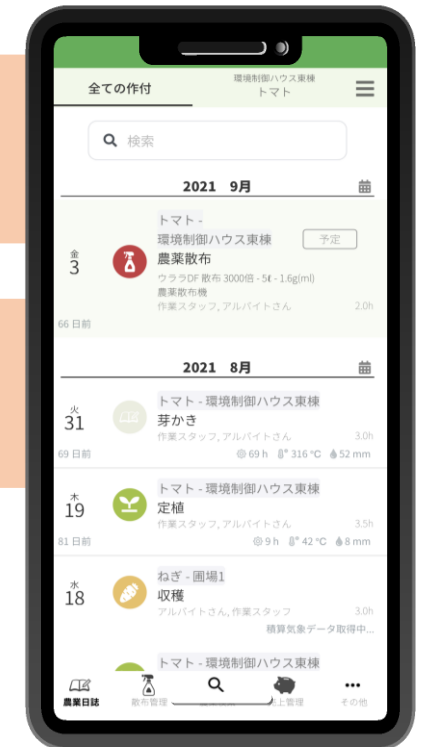 全ての作付
環境制御ハウス東棟
トマト
検索
2021 9月
金
3
66 日前
トマト -
環境制御ハウス東棟
予定
農薬散布
ウララDF 散布 3000倍 - 5ℓ - 1.6g(ml)
農薬散布機
作業スタッフ, アルバイトさん 2.0h
2021 8月
火
31
69 日前
トマト - 環境制御ハウス東棟
芽かき
作業スタッフ, アルバイトさん 3.0h
69 h 316 °C 52 mm
木
19
81 日前
トマト - 環境制御ハウス東棟
定植
作業スタッフ, アルバイトさん 3.5h
9 h 42 °C 8 mm
水
18
ねぎ - 圃場1
収穫
アルバイトさん, 作業スタッフ 3.0h
積算気象データ取得中...
トマト - 環境制御ハウス東棟
農業日誌 散布管理 上管理 その他